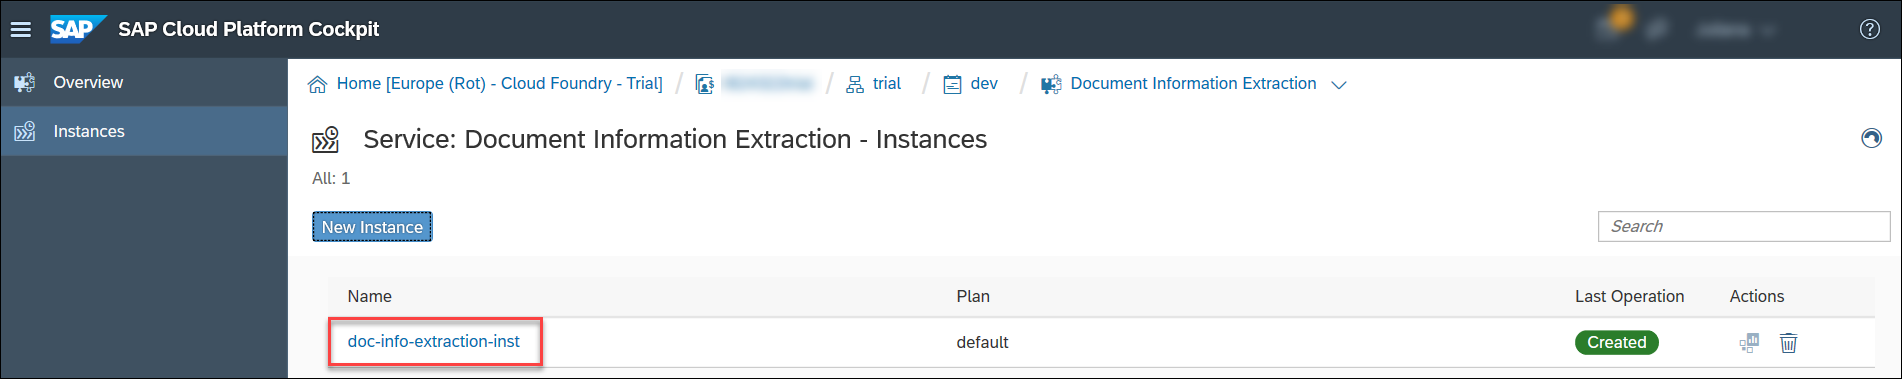 SAP SAP Cloud Platform Cockpit
Overview
Instances
Home [Europe (Rot) - Cloud Foundry - Trial] / / trial / dev / Document Information Extraction
Service: Document Information Extraction - Instances
All: 1
New Instance
Search
Name Plan Last Operation Actions
doc-info-extraction-inst default Created